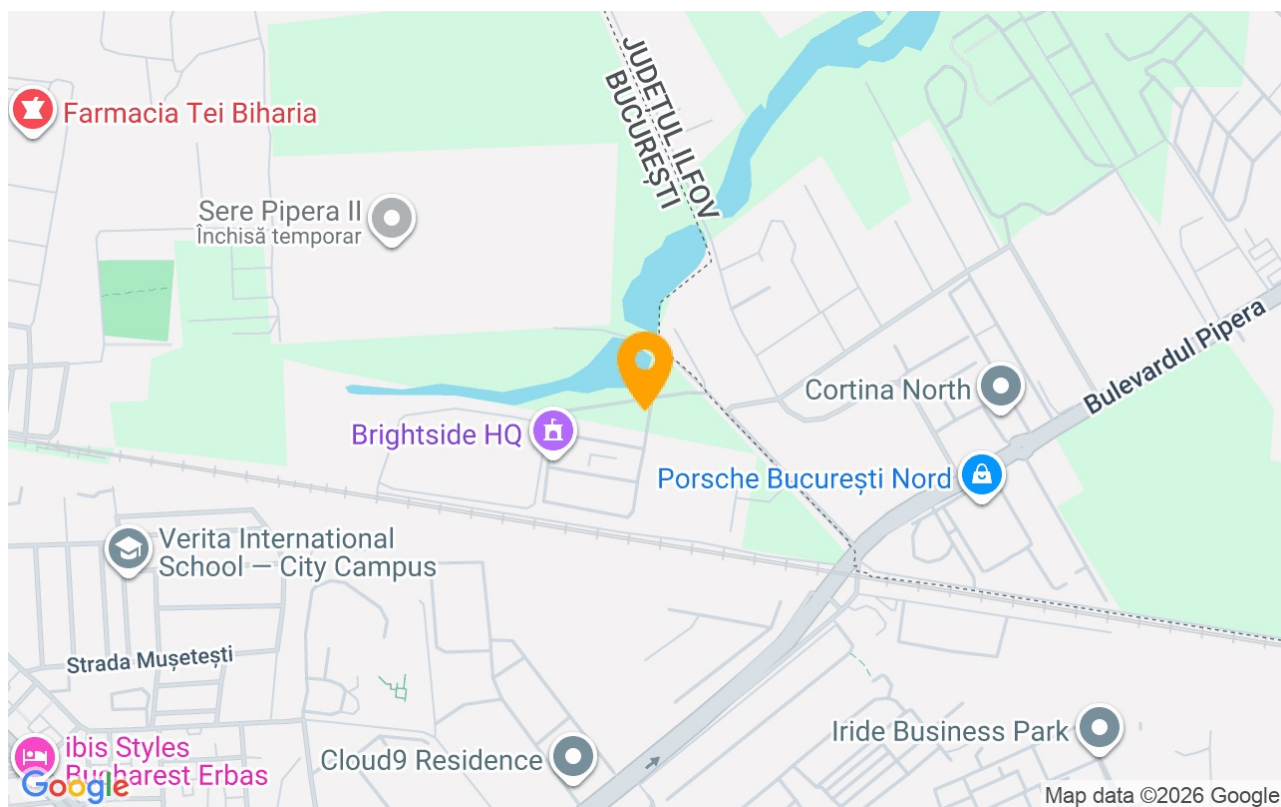 JUDEȚUL ILFOV
BUCUREȘTI
Farmacia Tei Biharia
Sere Pipera II
Închisă temporar
Bulevardul Pipera
Cortina North
Brightside HQ
Porsche București Nord
Verita International
School — City Campus
Strada Mușetești
Iride Business Park
ibis Styles
Bucharest Erbas
Cloud9 Residence
Google
Map data ©2026 Google